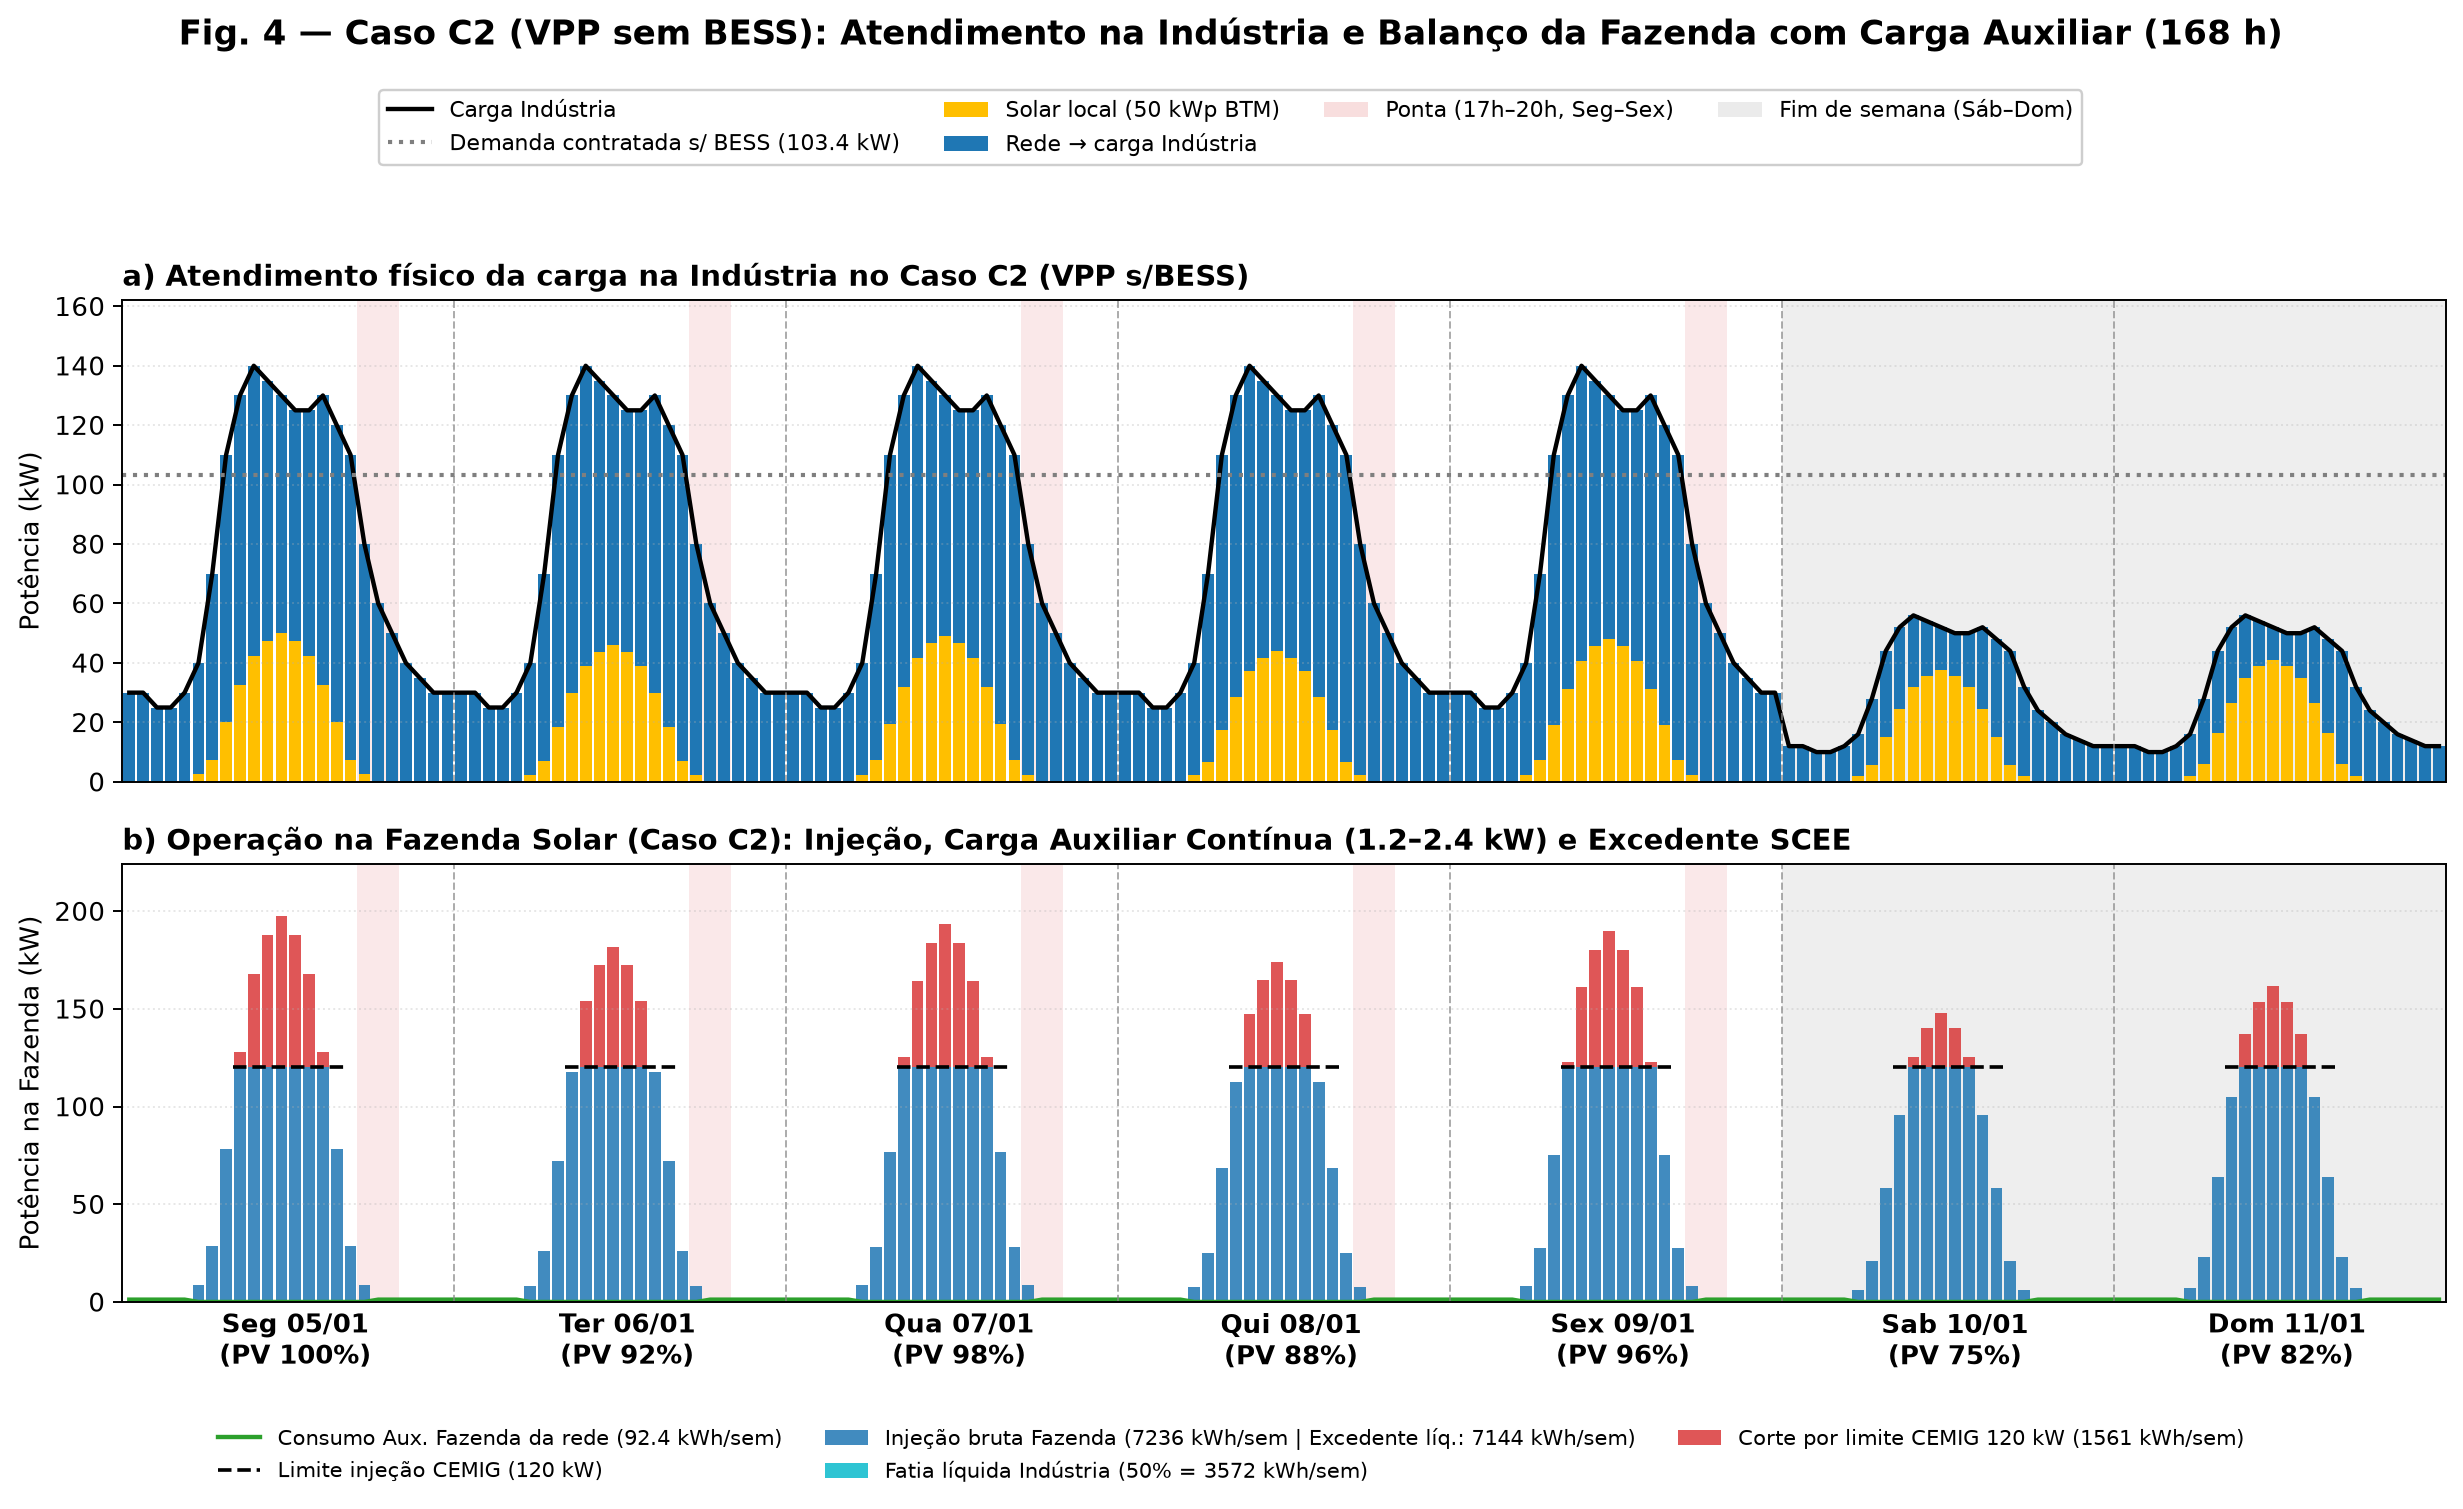 Fig. 4 — Caso C2 (VPP sem BESS): Atendimento na Indústria e Balanço da Fazenda com Carga Auxiliar (168 h)
Carga Indústria
Demanda contratada s/ BESS (103.4 kW)
Solar local (50 kWp BTM)
Rede → carga Indústria
Ponta (17h–20h, Seg–Sex)
Fim de semana (Sáb–Dom)
a) Atendimento físico da carga na Indústria no Caso C2 (VPP s/BESS)
Potência (kW)
160
140
120
100
80
60
40
20
0
b) Operação na Fazenda Solar (Caso C2): Injeção, Carga Auxiliar Contínua (1.2–2.4 kW) e Excedente SCEE
Potência na Fazenda (kW)
200
150
100
50
0
Seg 05/01
(PV 100%)
Ter 06/01
(PV 92%)
Qua 07/01
(PV 98%)
Qui 08/01
(PV 88%)
Sex 09/01
(PV 96%)
Sab 10/01
(PV 75%)
Dom 11/01
(PV 82%)
Consumo Aux. Fazenda da rede (92.4 kWh/sem)
Limite injeção CEMIG (120 kW)
Injeção bruta Fazenda (7236 kWh/sem | Excedente líq.: 7144 kWh/sem)
Fatia líquida Indústria (50% = 3572 kWh/sem)
Corte por limite CEMIG 120 kW (1561 kWh/sem)